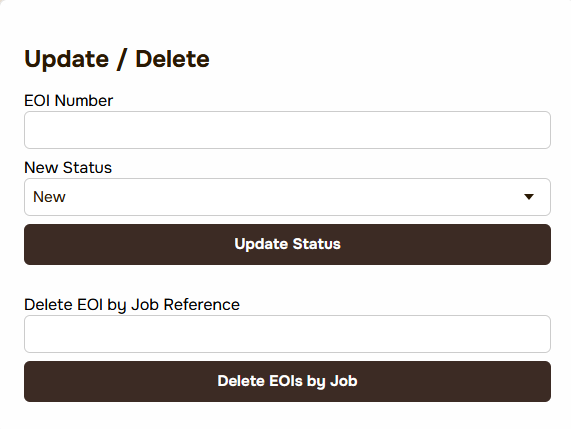 Update / Delete
EOI Number
New Status
New
Update Status
Delete EOI by Job Reference
Delete EOIs by Job